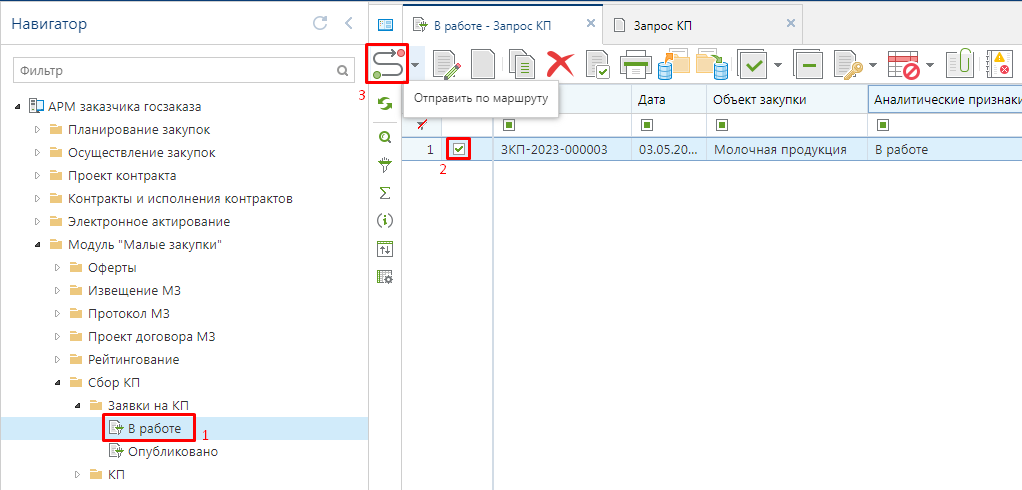 Навигатор
В работе - Запрос КП
Запрос КП
Фильтр
3
Отправить по маршруту
АРМ заказчика госзаказа
Дата
Объект закупки
Аналитические признаки
Планирование закупок
Осуществление закупок
1
ЗКП-2023-000003
03.05.20...
Молочная продукция
В работе
2
Проект контракта
Контракты и исполнения контрактов
Электронное актирование
Модуль "Малые закупки"
Оферты
Извещение МЗ
Протокол МЗ
Проект договора МЗ
Рейтингование
Сбор КП
Заявки на КП
В работе
1
Опубликовано
КП